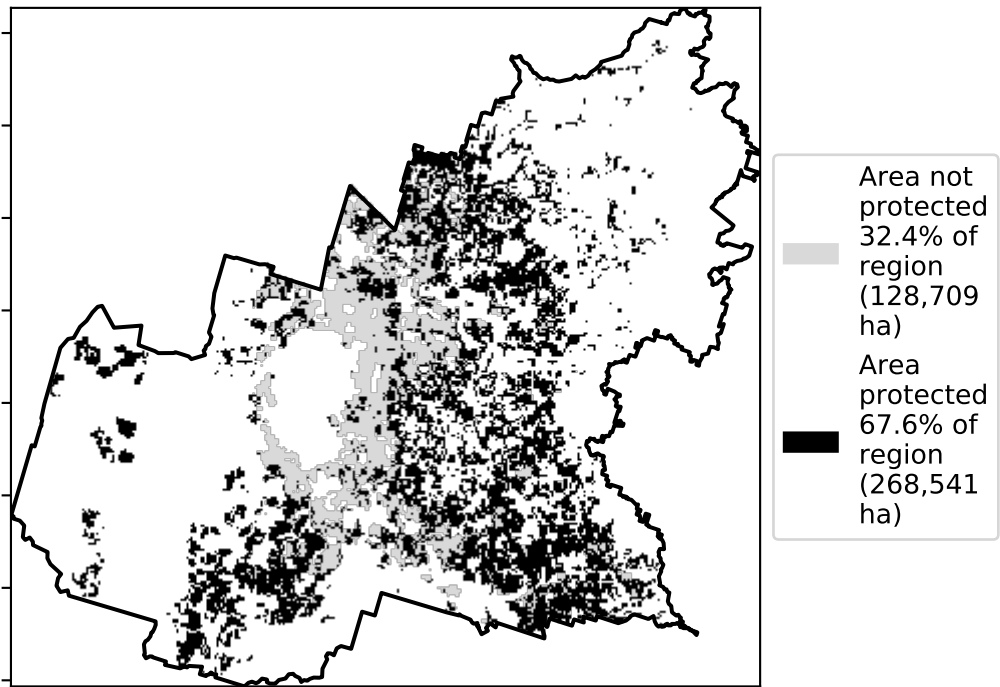 Area not
protected
32.4% of
region
(128,709
ha)
Area
protected
67.6% of
region
(268,541
ha)